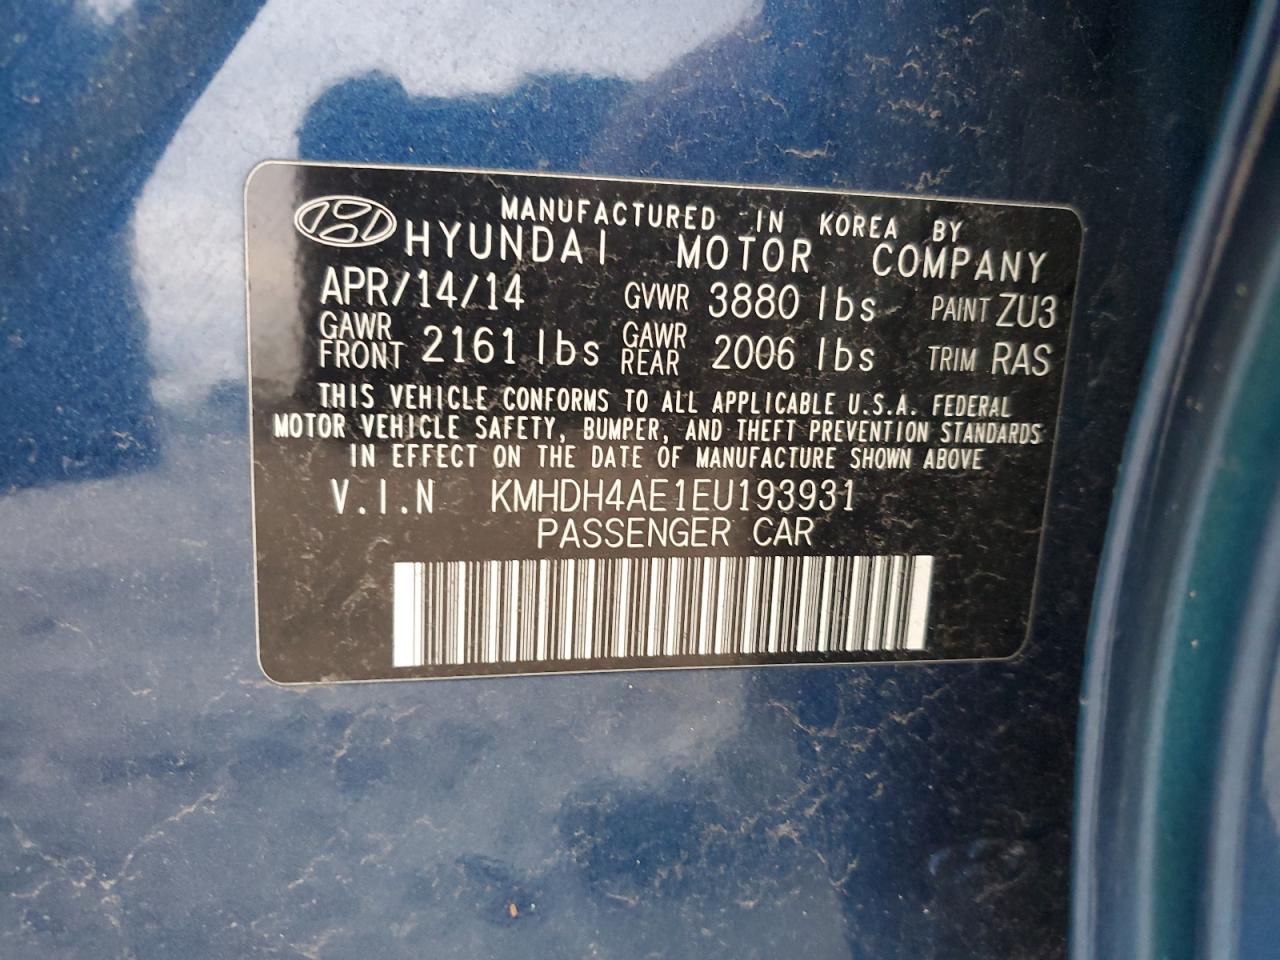 MANUFACTURED IN KOREA BY
HYUNDAI MOTOR COMPANY
APR/14/14 GVWR 3880 lbs PAINT ZU3
GAWR FRONT 2161 lbs GAWR REAR 2006 lbs TRIM RAS
THIS VEHICLE CONFORMS TO ALL APPLICABLE U.S.A. FEDERAL
MOTOR VEHICLE SAFETY, BUMPER, AND THEFT PREVENTION STANDARDS
IN EFFECT ON THE DATE OF MANUFACTURE SHOWN ABOVE
V.I.N KMHDH4AE1EU193931
PASSENGER CAR